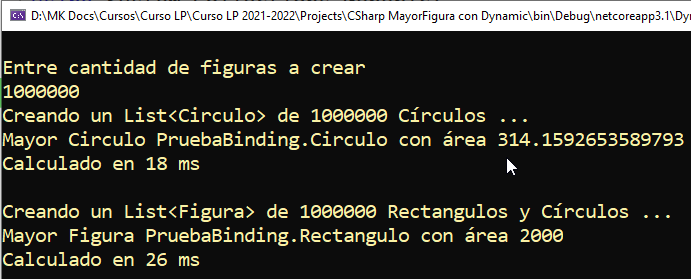 D:\MK Docs\Cursos\Curso LP\Curso LP 2021-2022\Projects\CSharp MayorFigura con Dynamic\bin\Debug\netcoreapp3.1\Dyn
Entre cantidad de figuras a crear
1000000
Creando un List<Circulo> de 1000000 Círculos ...
Mayor Circulo PruebaBinding.Circulo con área 314.1592653589793
Calculado en 18 ms
Creando un List<Figura> de 1000000 Rectangulos y Círculos ...
Mayor Figura PruebaBinding.Rectangulo con área 2000
Calculado en 26 ms